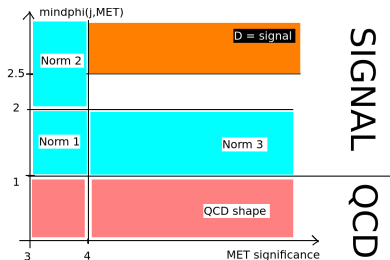 mindphi(j,MET)
D = signal
Norm 2
2.5
2
Norm 1
Norm 3
1
QCD shape
3
4
MET significance
SIGNAL
QCD